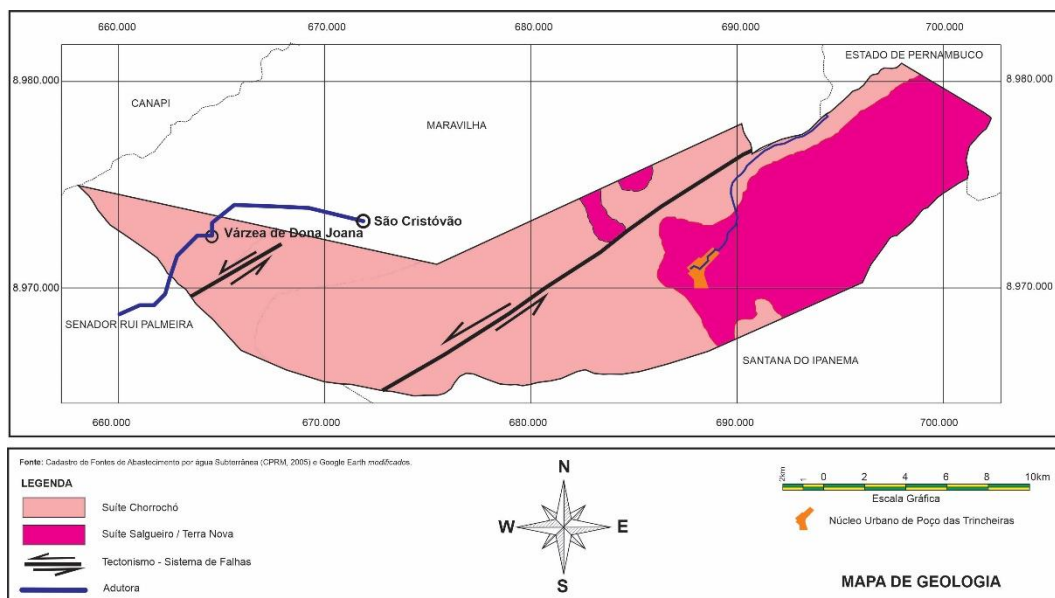 660.000 670.000 680.000 690.000 700.000
ESTADO DE PERNAMBUCO
8.980.000 8.980.000
CANAPI
MARAVILHA
São Cristóvão
Várzea de Dona Joana
8.970.000 8.970.000
SENADOR RUI PALMEIRA
SANTANA DO IPANEMA
660.000 670.000 680.000 690.000 700.000
Fonte: Cadastro de Fontes de Abastecimento por água Subterrânea (CPRM, 2005) e Google Earth modificados.
LEGENDA
Suíte Chorrochó
Suíte Salgueiro / Terra Nova
Tectonismo - Sistema de Falhas
Adutora
N
W E
S
2km 1 0 2 4 6 8 10km
Escala Gráfica
Núcleo Urbano de Poço das Trincheiras
MAPA DE GEOLOGIA